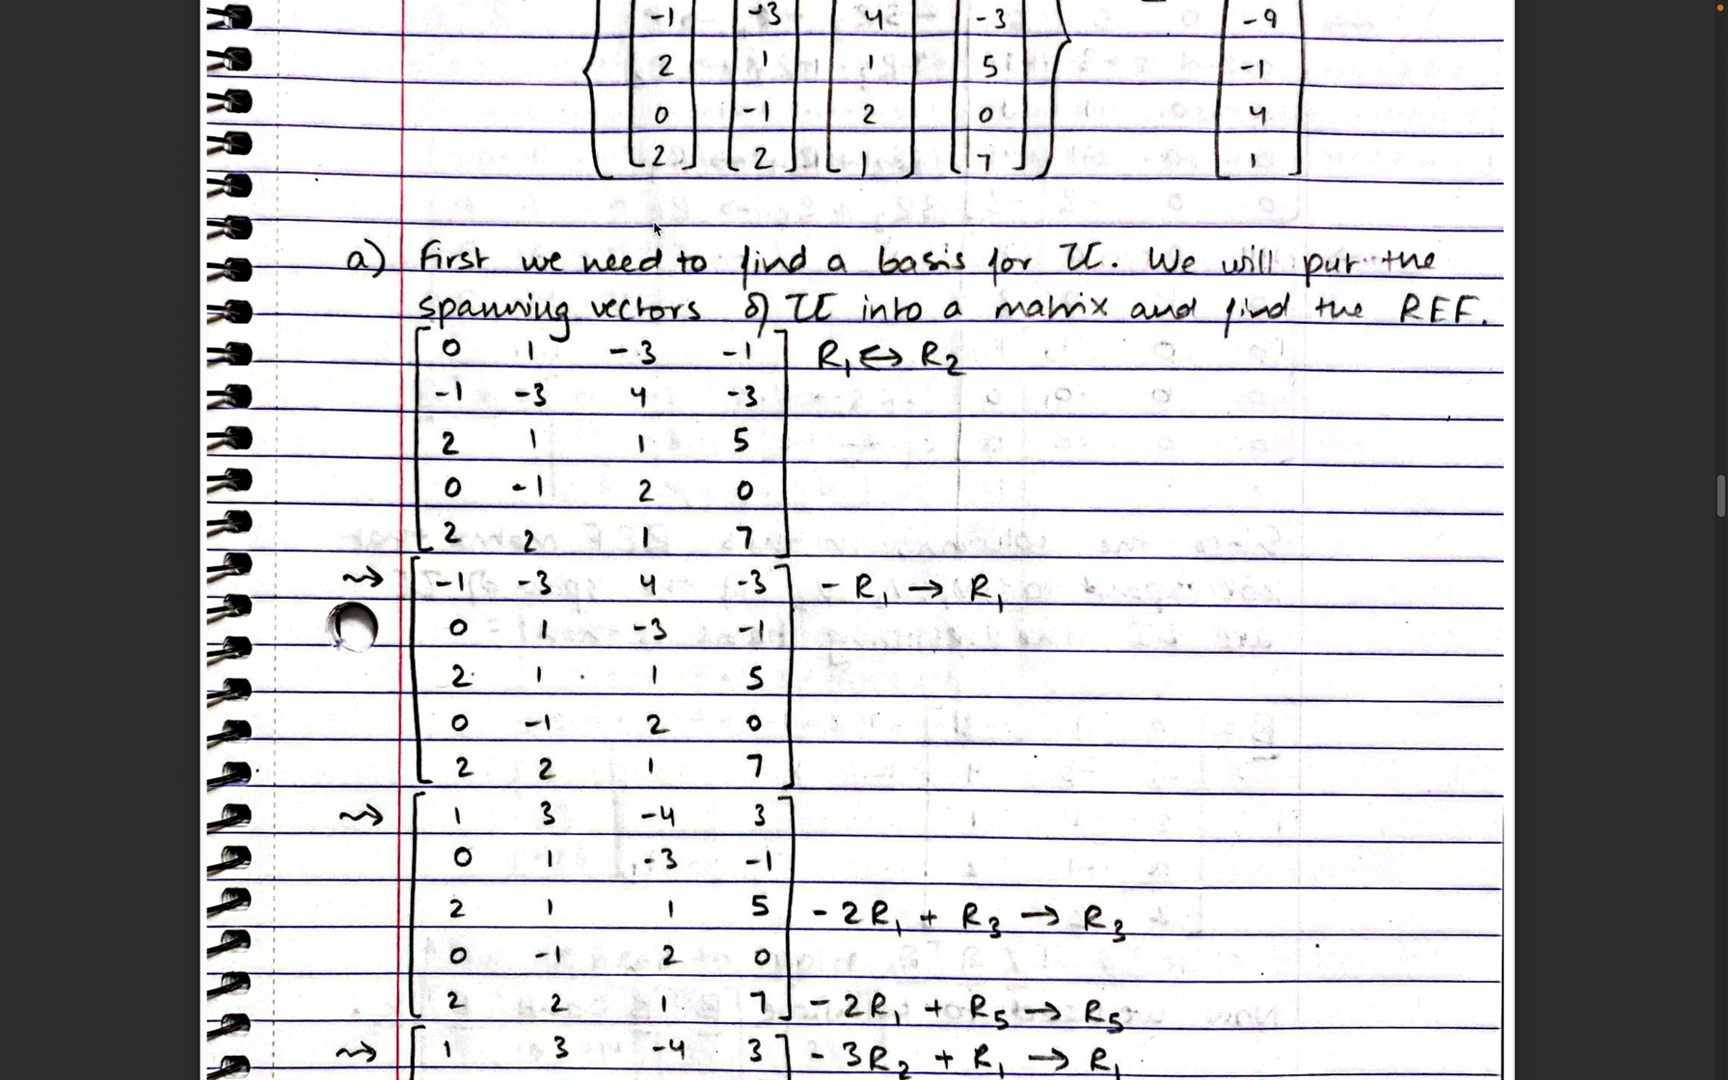 -1 -3 4 -3 -9
2 1 1 5 -1
0 -1 2 0 4
2 2 1 7 1
a) First we need to find a basis for U. We will put the
spanning vectors of U into a matrix and find the REF.
0 1 -3 -1 R₁ ↔ R₂
-1 -3 4 -3
2 1 1 5
0 -1 2 0
2 2 1 7
⇝ -1 -3 4 -3 -R₁ → R₁
0 1 -3 -1
2 1 1 5
0 -1 2 0
2 2 1 7
⇝ 1 3 -4 3
0 1 -3 -1
2 1 1 5 -2R₁ + R₃ → R₃
0 -1 2 0
2 2 1 7 -2R₁ + R₅ → R₅
⇝ 1 3 -4 3 -3R₂ + R₁ → R₁